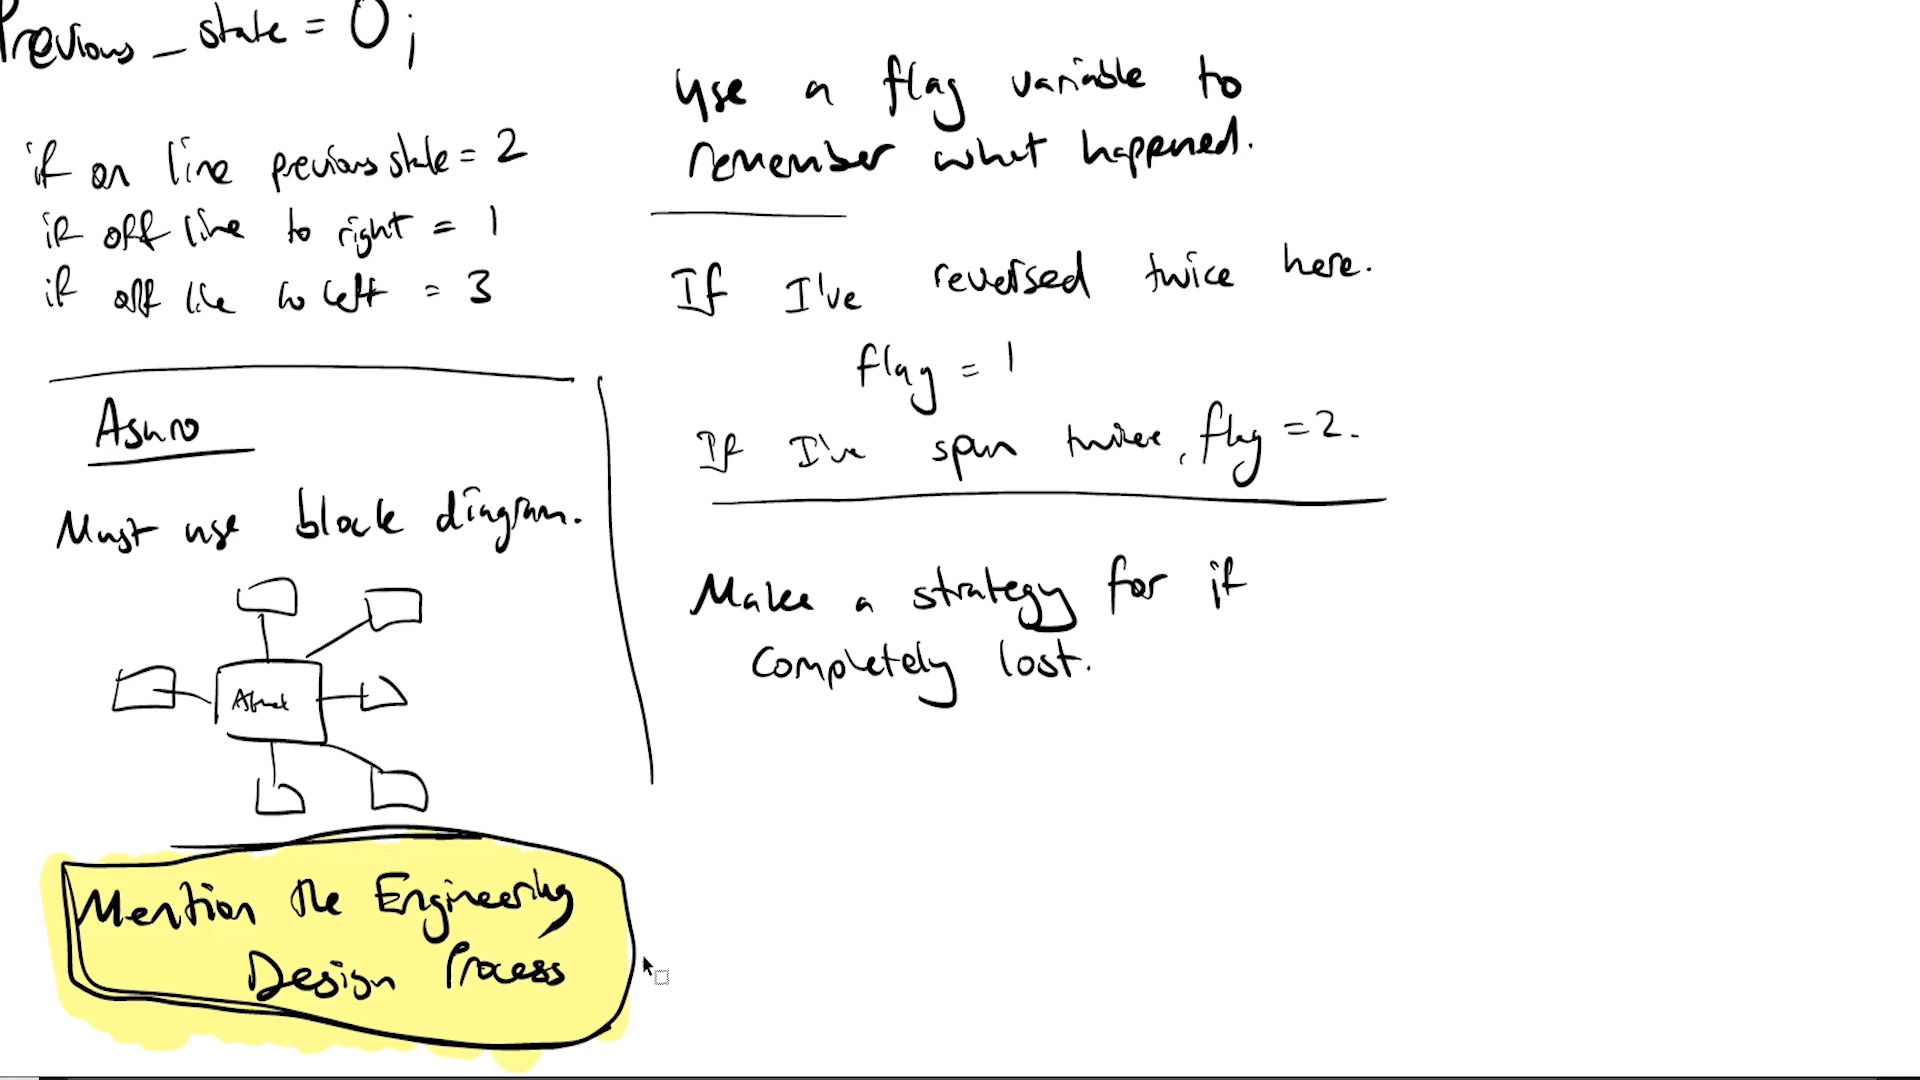 Previous_state = 0;
if on line previous state = 2
if off line to right = 1
if off line to left = 3
Must use block diagram.
Mention the Engineering
Design Process
Use a flag variable to
remember what happened.
If I've reversed twice here.
flag = 1
If I've spun twice, flag = 2.
Make a strategy for if
completely lost.